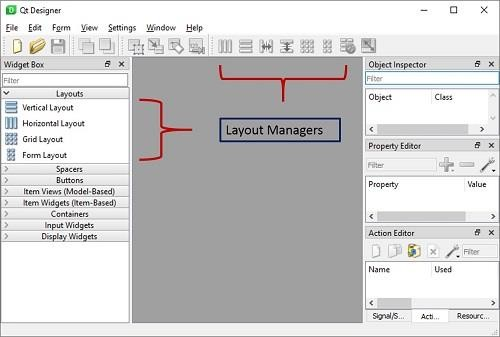 Qt Designer
File Edit Form View Settings Window Help
Widget Box
Filter
Layouts
Vertical Layout
Horizontal Layout
Grid Layout
Form Layout
Spacers
Buttons
Item Views (Model-Based)
Item Widgets (Item-Based)
Containers
Input Widgets
Display Widgets
Layout Managers
Object Inspector
Filter
Object Class
Property Editor
Filter
Property Value
Action Editor
Filter
Name Used
Signal/S... Acti... Resourc...